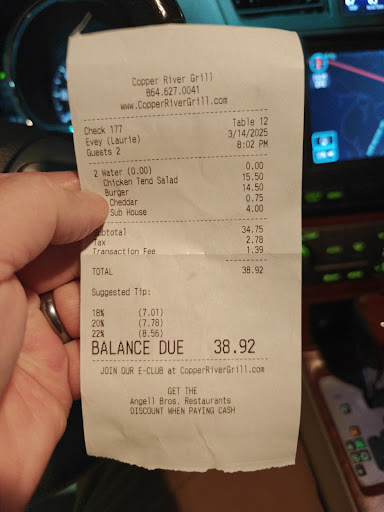 Copper River Grill
864.627.0041
www.CopperRiverGrill.com
Check 177 Table 12
Evey (Laurie) 3/14/2025
Guests 2 8:02 PM
2 Water (0.00) 0.00
Chicken Tend Salad 15.50
Burger 14.50
Cheddar 0.75
Sub House 4.00
ubtotal 34.75
Tax 2.78
Transaction Fee 1.39
TOTAL 38.92
Suggested Tip:
18% (7.01)
20% (7.78)
22% (8.56)
BALANCE DUE 38.92
JOIN OUR E-CLUB at CopperRiverGrill.com
GET THE
Angell Bros. Restaurants
DISCOUNT WHEN PAYING CASH